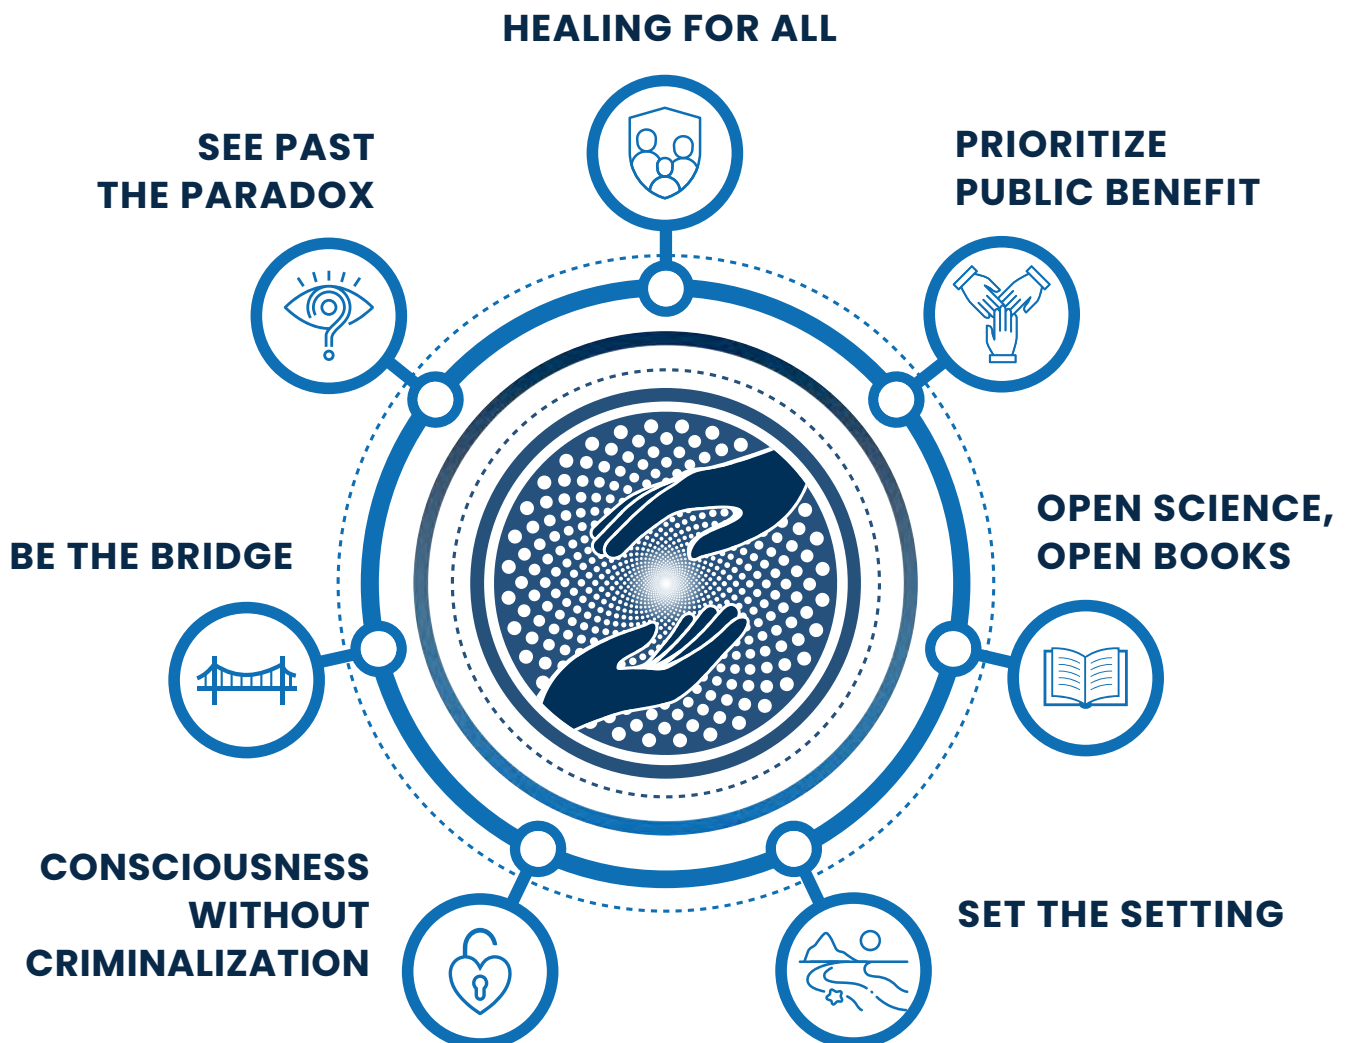 HEALING FOR ALL
SEE PAST
THE PARADOX
PRIORITIZE
PUBLIC BENEFIT
OPEN SCIENCE,
OPEN BOOKS
BE THE BRIDGE
CONSCIOUSNESS
WITHOUT
CRIMINALIZATION
SET THE SETTING